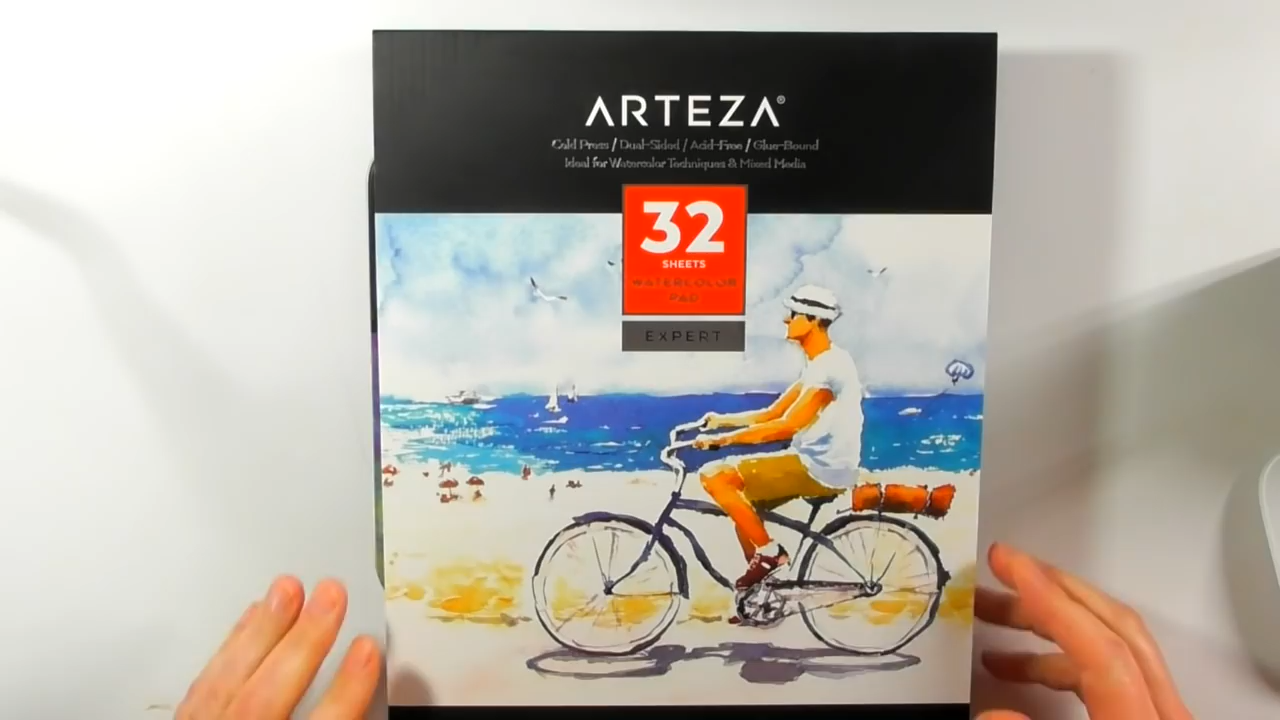 ARTEZA®
Cold Press / Dual-Sided / Acid-Free / Glue-Bound
Ideal for Watercolor Techniques & Mixed Media
32
SHEETS
WATERCOLOR
PAD
EXPERT